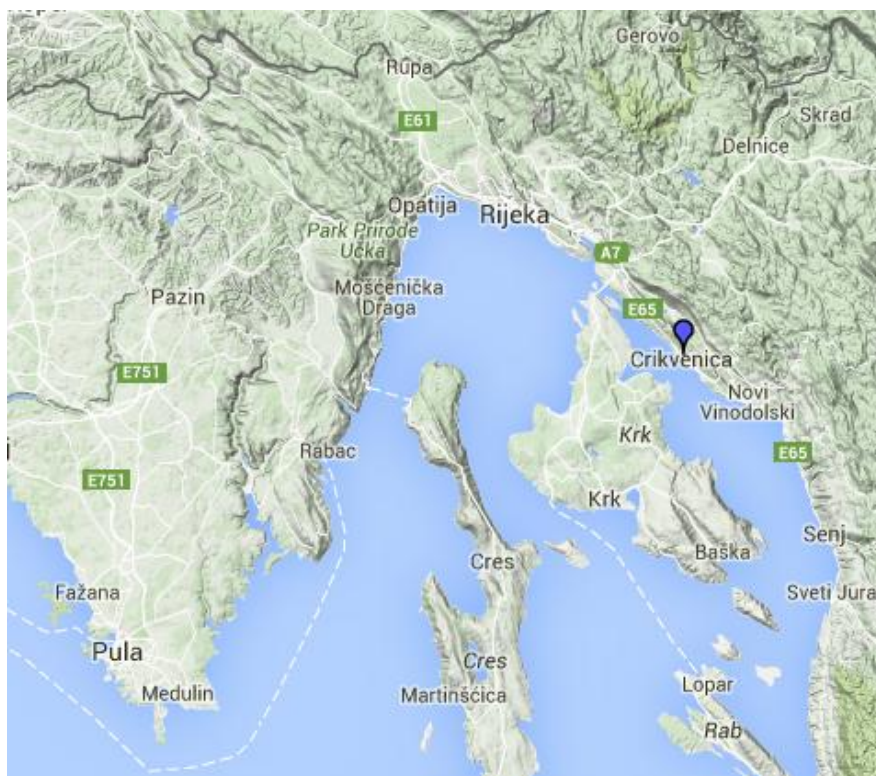 Gerovo
Rupa
Skrad
E61
Delnice
Opatija
Rijeka
Park Prirode
Učka
A7
Mošćenička
Draga
Pazin
E65
Crikvenica
E751
Novi
Vinodolski
Krk
Rabac
E65
E751
Krk
Senj
Baška
Cres
Fažana
Sveti Jura
Pula
Cres
Lopar
Medulin
Martinšćica
Rab